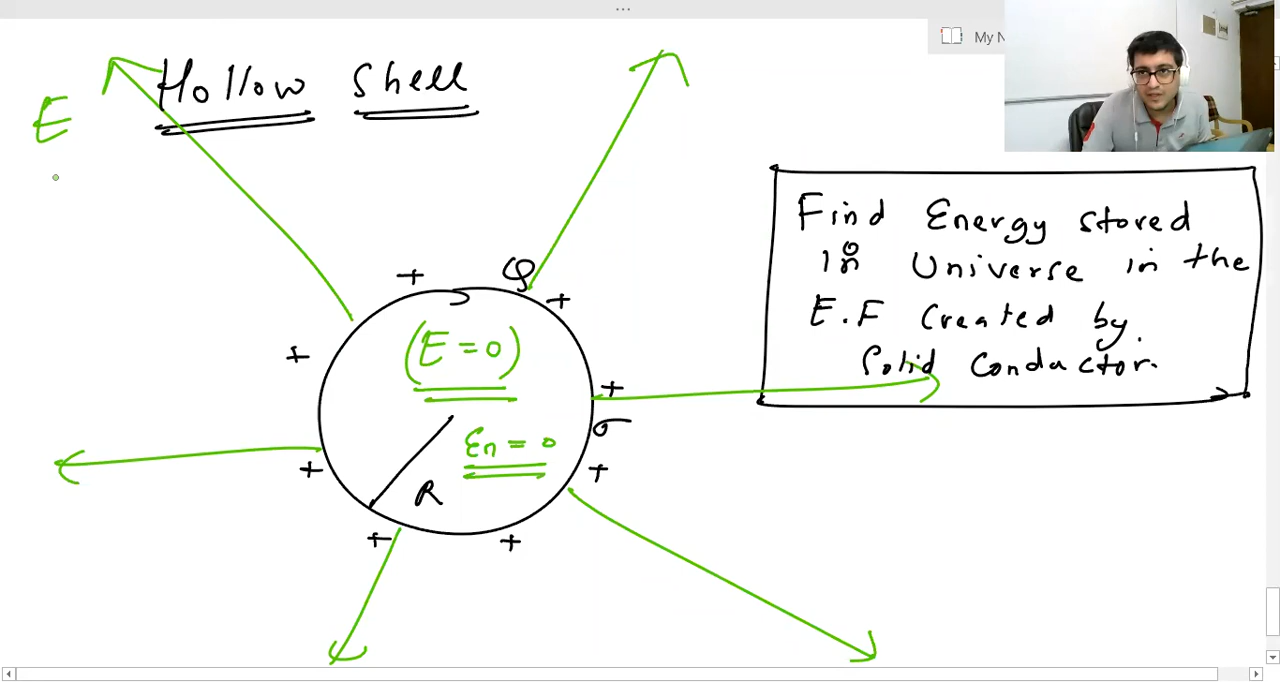 ...
My N
E
Hollow Shell
Find Energy stored
in Universe in the
E.F created by
Solid Conductor.
+ Q +
(E = 0)
+
+
σ
En = 0
+
+
R
+
+